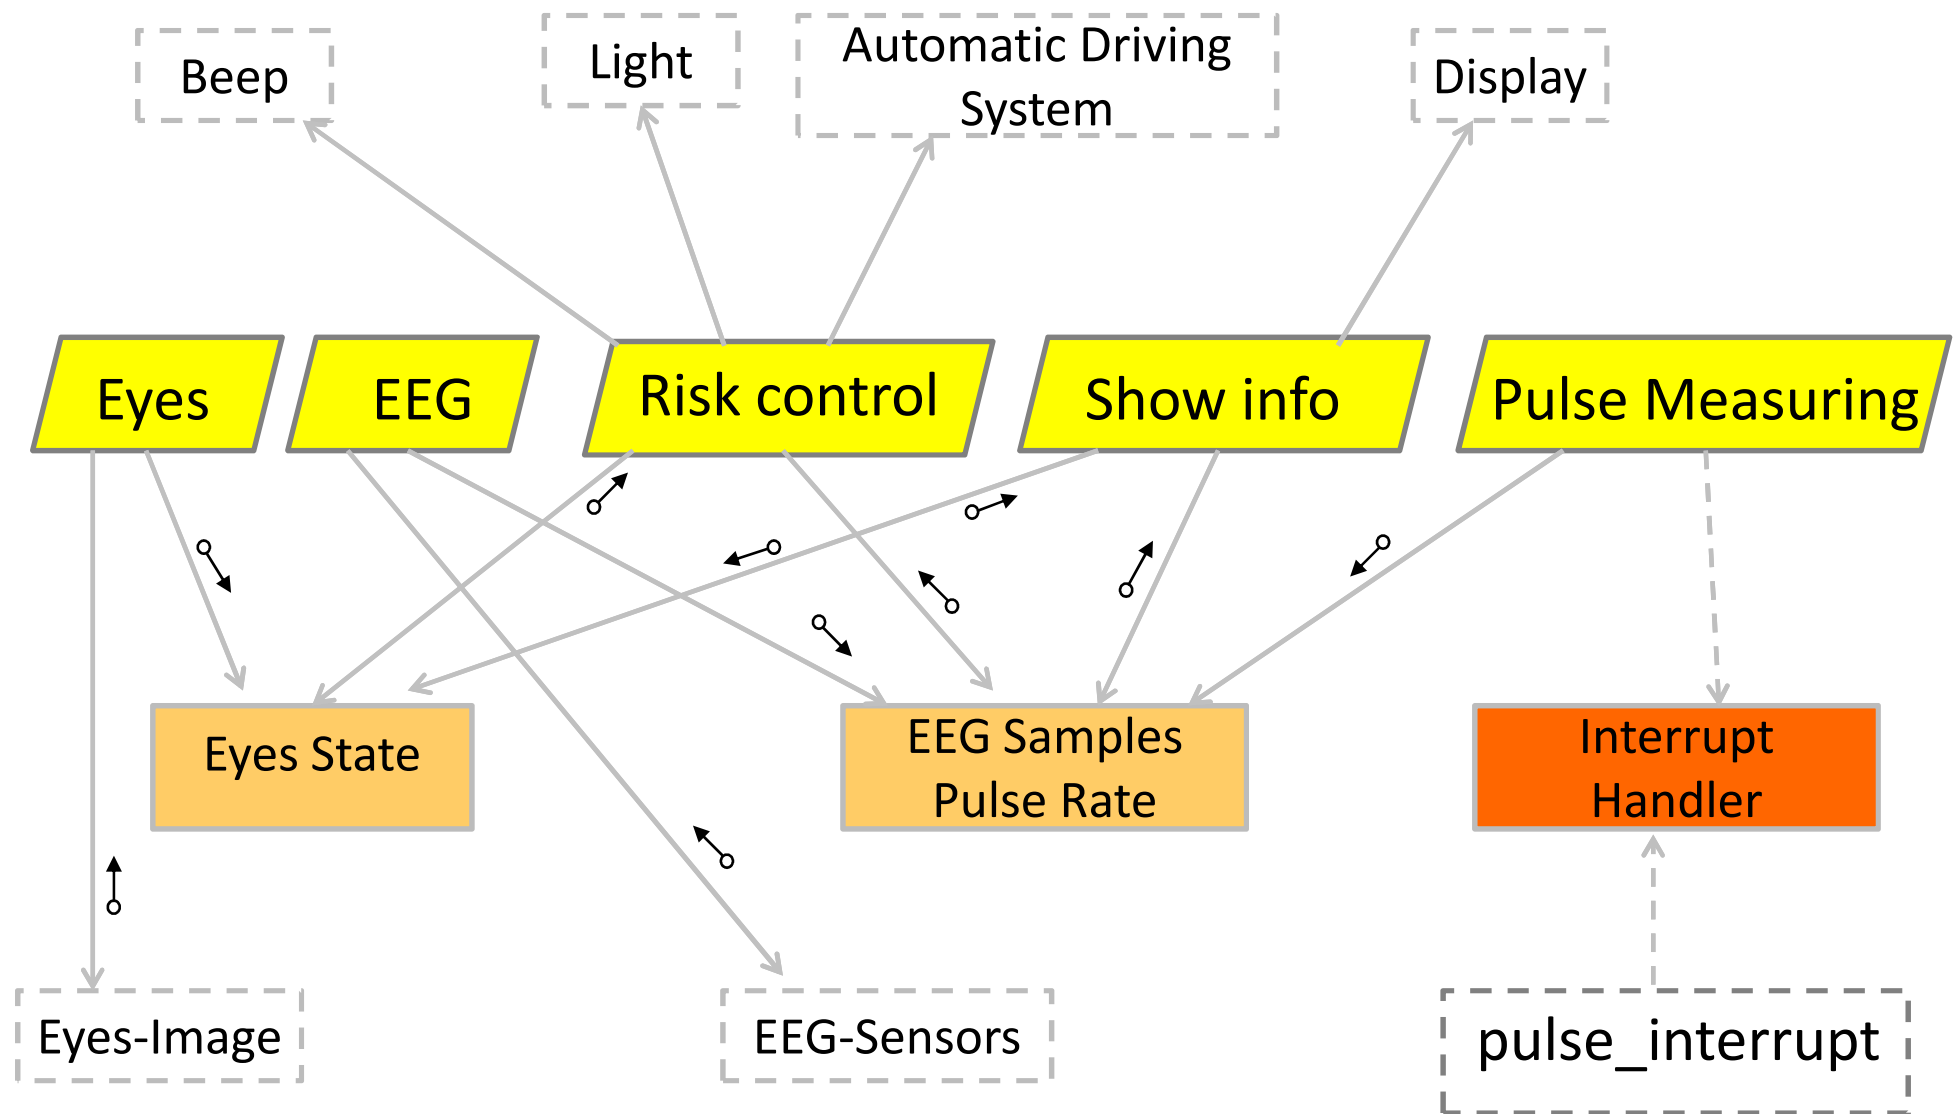 Beep
Light
Automatic Driving
System
Display
Eyes
EEG
Risk control
Show info
Pulse Measuring
Eyes State
EEG Samples
Pulse Rate
Interrupt
Handler
Eyes-Image
EEG-Sensors
pulse_interrupt